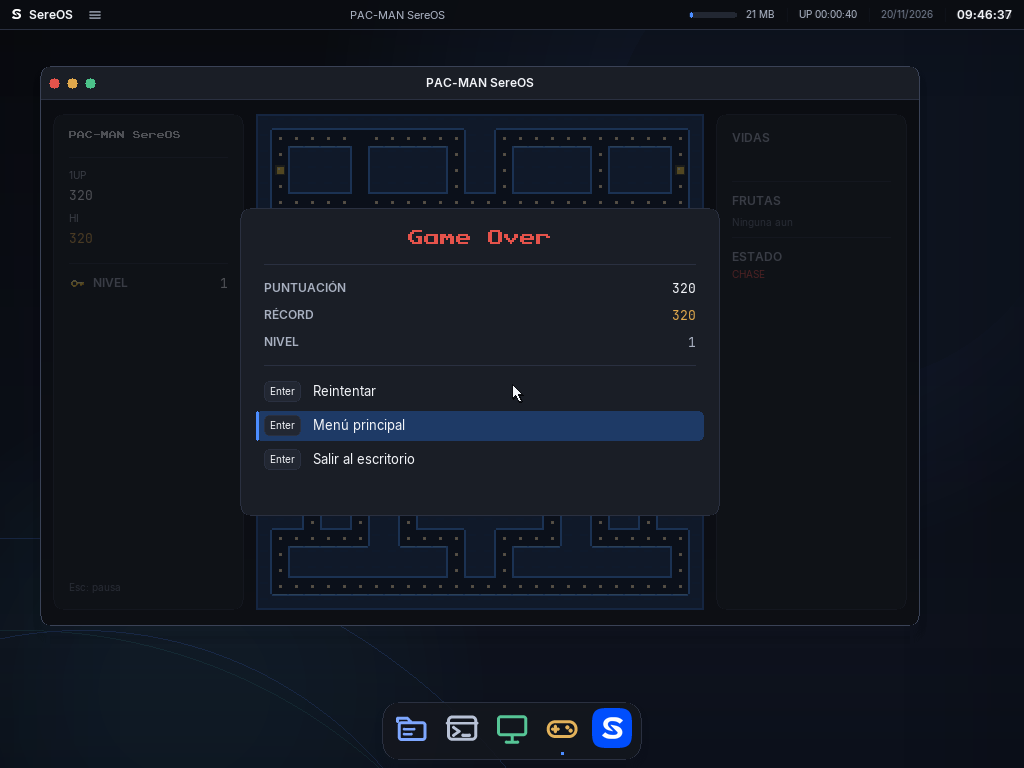 SereOS
PAC-MAN SereOS
21 MB
UP 00:00:40
20/11/2026
09:46:37
PAC-MAN SereOS
PAC-MAN SereOS
1UP
320
HI
320
NIVEL 1
Esc: pausa
VIDAS
FRUTAS
Ninguna aun
ESTADO
CHASE
Game Over
PUNTUACIÓN 320
RÉCORD 320
NIVEL 1
Enter Reintentar
Enter Menú principal
Enter Salir al escritorio